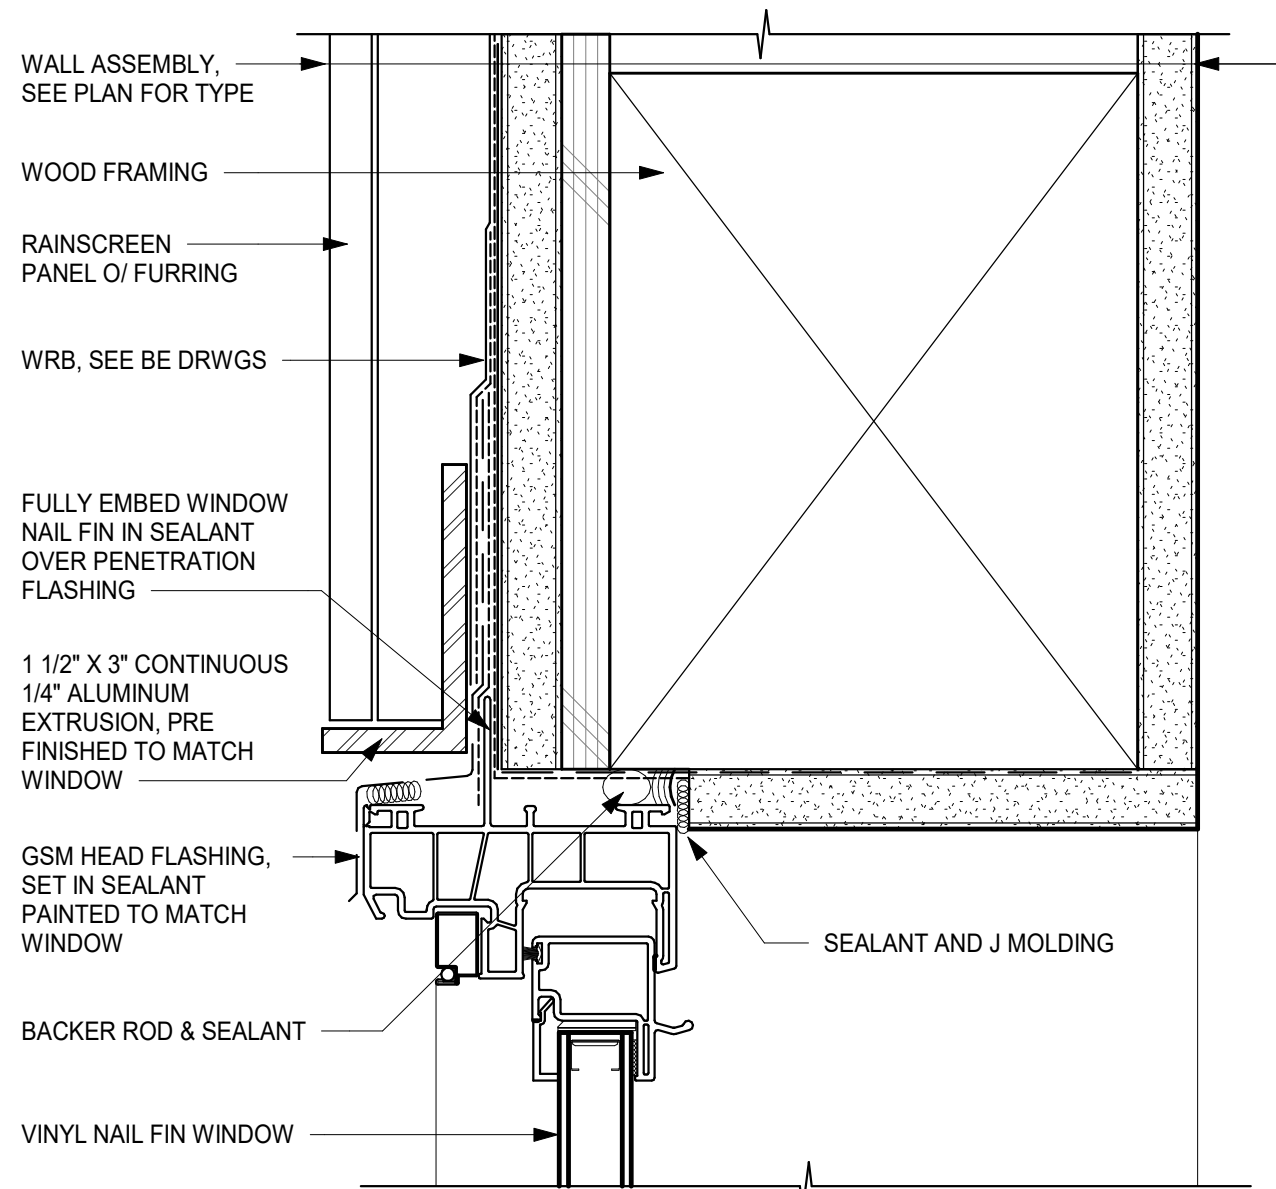 WALL ASSEMBLY,
SEE PLAN FOR TYPE
WOOD FRAMING
RAINSCREEN
PANEL O/ FURRING
WRB, SEE BE DRWGS
FULLY EMBED WINDOW
NAIL FIN IN SEALANT
OVER PENETRATION
FLASHING
1 1/2" X 3" CONTINUOUS
1/4" ALUMINUM
EXTRUSION, PRE
FINISHED TO MATCH
WINDOW
GSM HEAD FLASHING,
SET IN SEALANT
PAINTED TO MATCH
WINDOW
SEALANT AND J MOLDING
BACKER ROD & SEALANT
VINYL NAIL FIN WINDOW